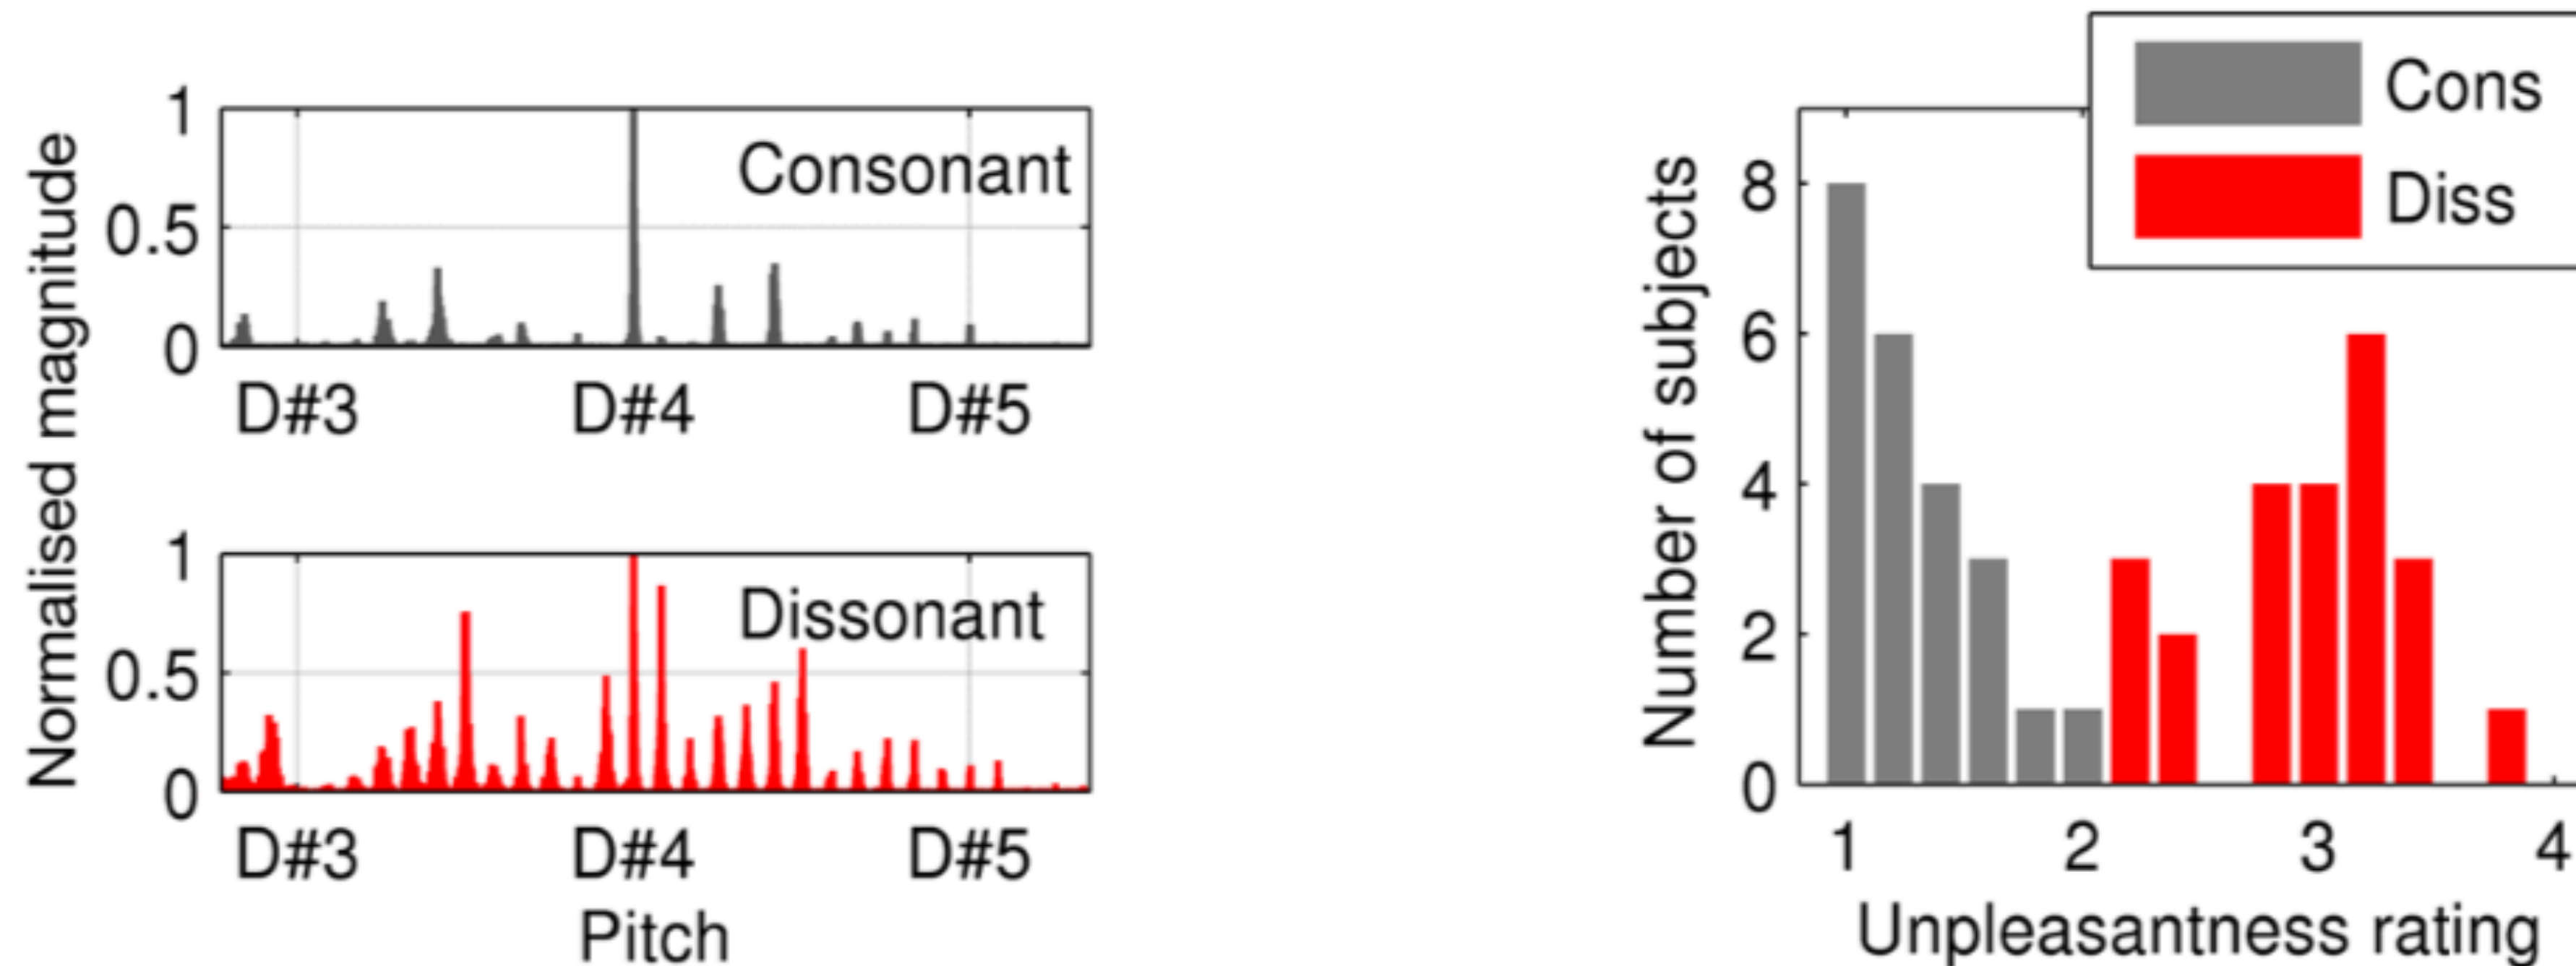 Normalised magnitude
1
0.5
0
Consonant
D#3 D#4 D#5
1
0.5
0
Dissonant
D#3 D#4 D#5
Pitch
Number of subjects
8
6
4
2
0
Cons
Diss
1 2 3 4
Unpleasantness rating